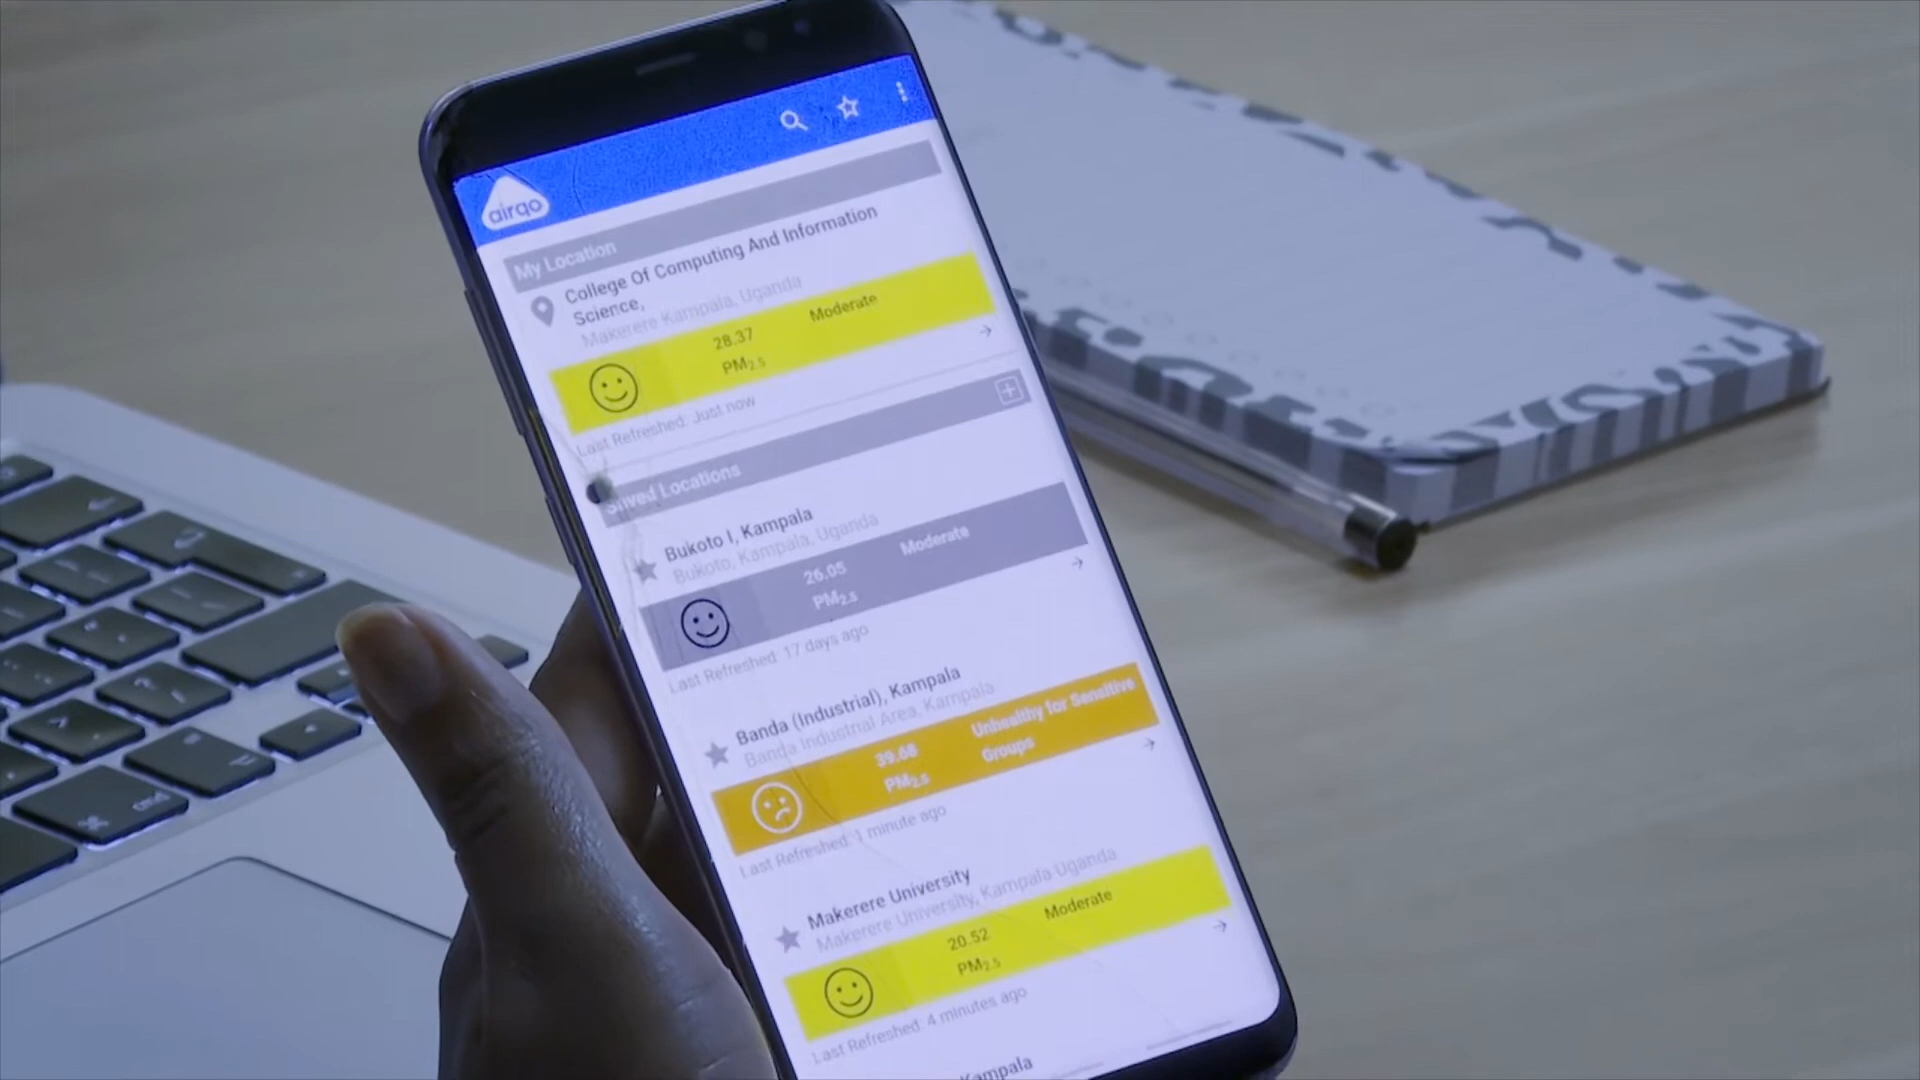 airqo
My Location
College Of Computing And Information
Science,
Makerere Kampala, Uganda
28.37
PM2.5
Moderate
Last Refreshed: Just now
Saved Locations
Bukoto I, Kampala
Bukoto, Kampala, Uganda
26.05
PM2.5
Moderate
Last Refreshed: 17 days ago
Banda (Industrial), Kampala
Banda Industrial Area, Kampala
39.68
PM2.5
Unhealthy for Sensitive
Groups
Last Refreshed: 1 minute ago
Makerere University
Makerere University, Kampala Uganda
20.52
PM2.5
Moderate
Last Refreshed: 4 minutes ago
Kampala
cmd